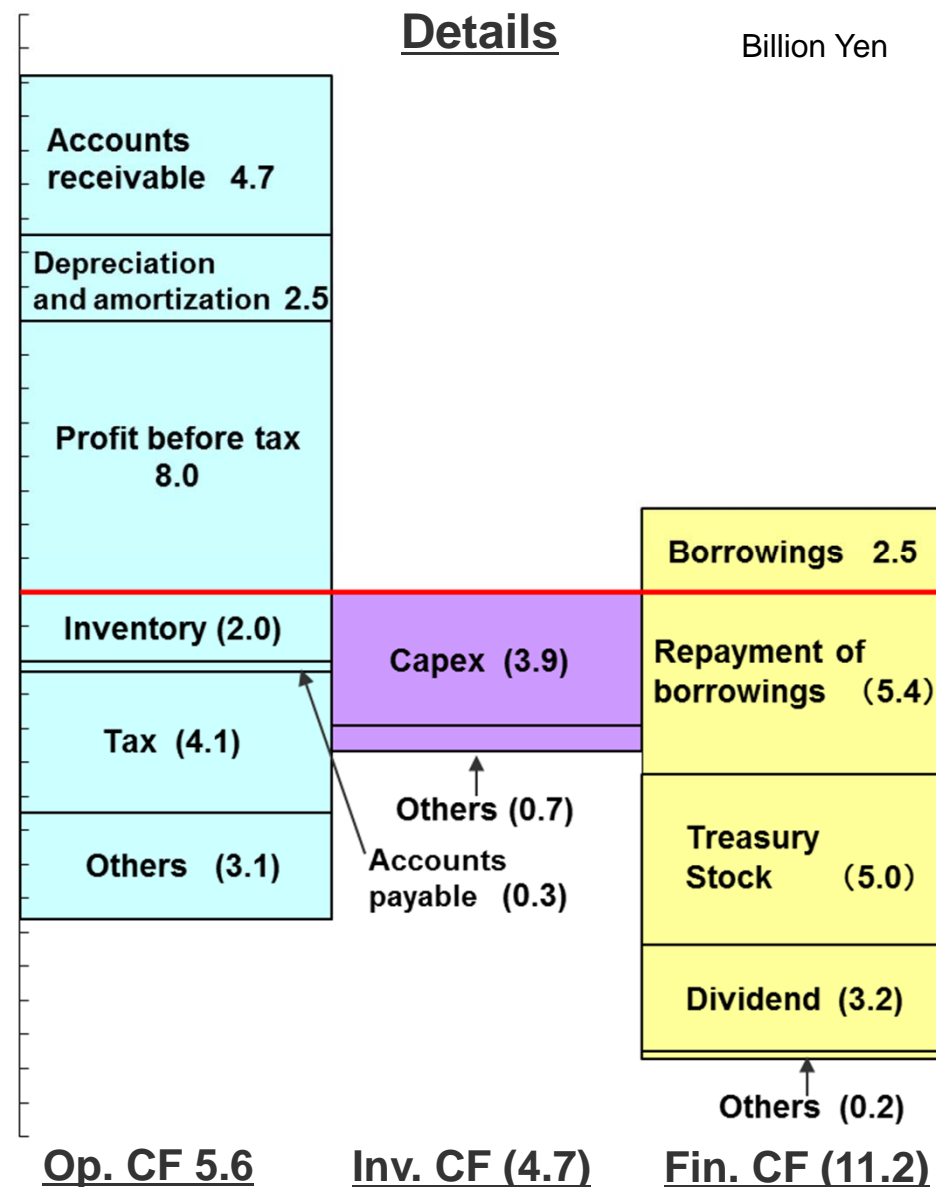 Details
Billion Yen
Accounts
receivable 4.7
Depreciation
and amortization 2.5
Profit before tax
8.0
Inventory (2.0)
Tax (4.1)
Others (3.1)
Accounts
payable (0.3)
Capex (3.9)
Others (0.7)
Borrowings 2.5
Repayment of
borrowings （5.4）
Treasury
Stock （5.0）
Dividend (3.2)
Others (0.2)
Op. CF 5.6
Inv. CF (4.7)
Fin. CF (11.2)